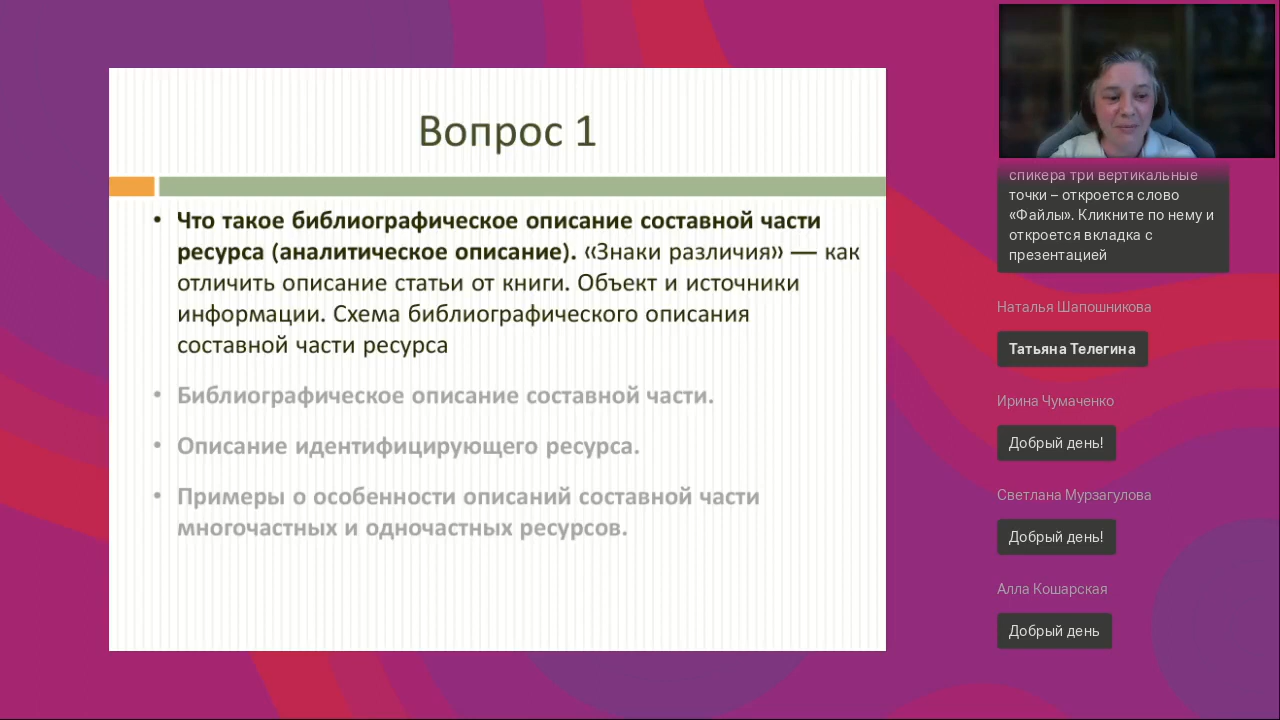 Вопрос 1
• Что такое библиографическое описание составной части
ресурса (аналитическое описание). «Знаки различия» — как
отличить описание статьи от книги. Объект и источники
информации. Схема библиографического описания
составной части ресурса
• Библиографическое описание составной части.
• Описание идентифицирующего ресурса.
• Примеры о особенности описаний составной части
многочастных и одночастных ресурсов.
спикера три вертикальные
точки – откроется слово
«Файлы». Кликните по нему и
откроется вкладка с
презентацией
Наталья Шапошникова
Татьяна Телегина
Ирина Чумаченко
Добрый день!
Светлана Мурзагулова
Добрый день!
Алла Кошарская
Добрый день